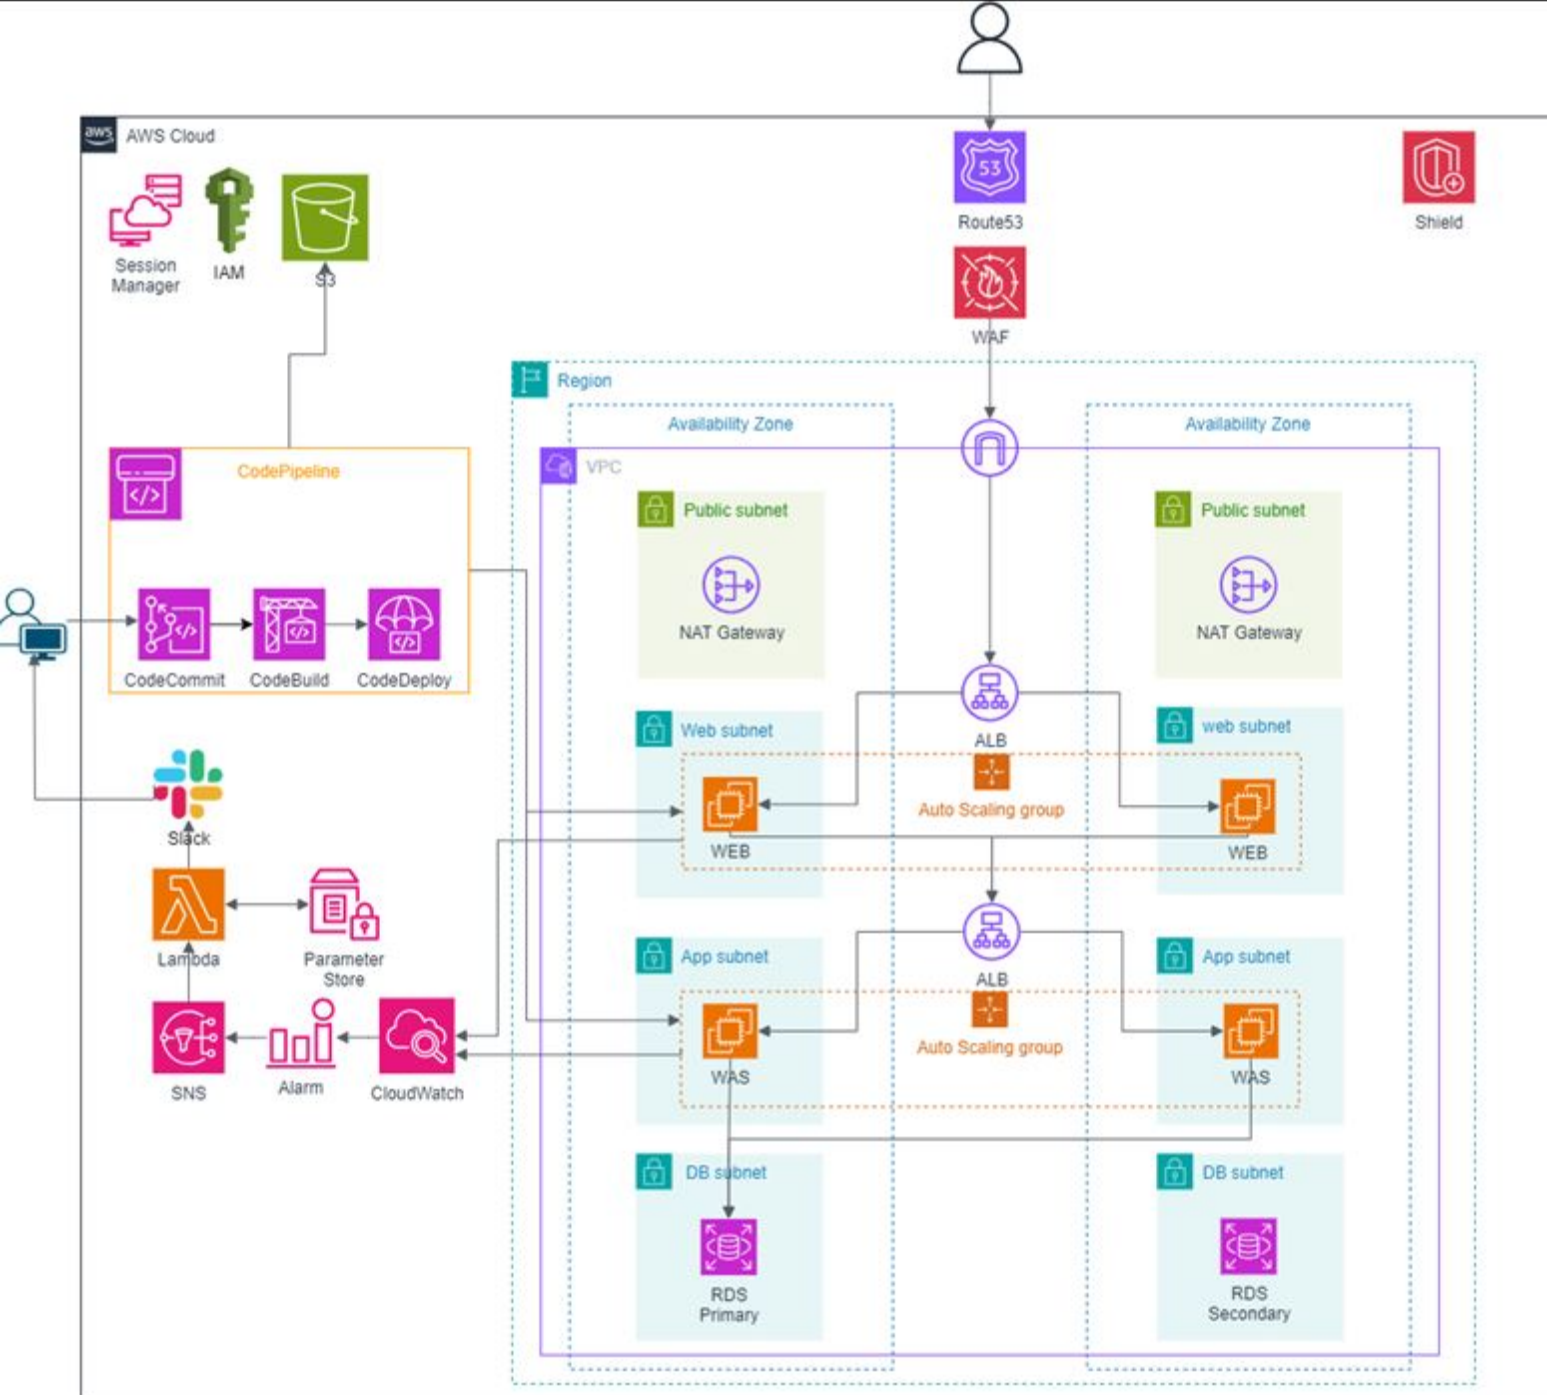 aws
AWS Cloud
53
Route53
Shield
Session
Manager
IAM
S3
WAF
Region
Availability Zone
Availability Zone
CodePipeline
VPC
Public subnet
Public subnet
NAT Gateway
NAT Gateway
CodeCommit
CodeBuild
CodeDeploy
Web subnet
web subnet
ALB
Auto Scaling group
WEB
WEB
Slack
Lambda
Parameter
Store
App subnet
App subnet
ALB
Auto Scaling group
WAS
WAS
SNS
Alarm
CloudWatch
DB subnet
DB subnet
RDS
Primary
RDS
Secondary